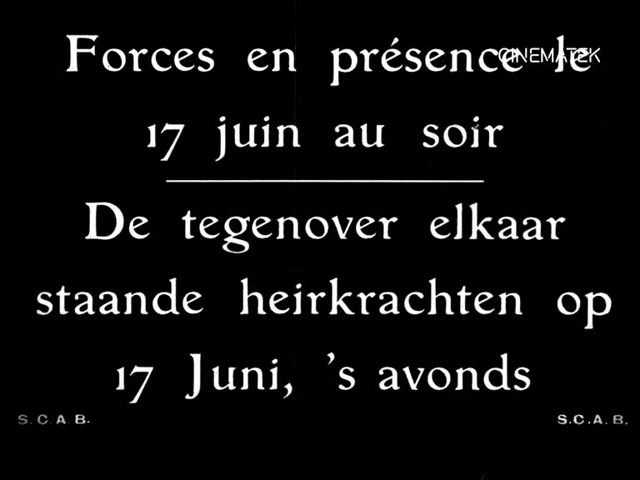 CINEMATEK
Forces en présence le
17 juin au soir
De tegenover elkaar
staande heirkrachten op
17 Juni, 's avonds
S.C.A.B. S.C.A.B.